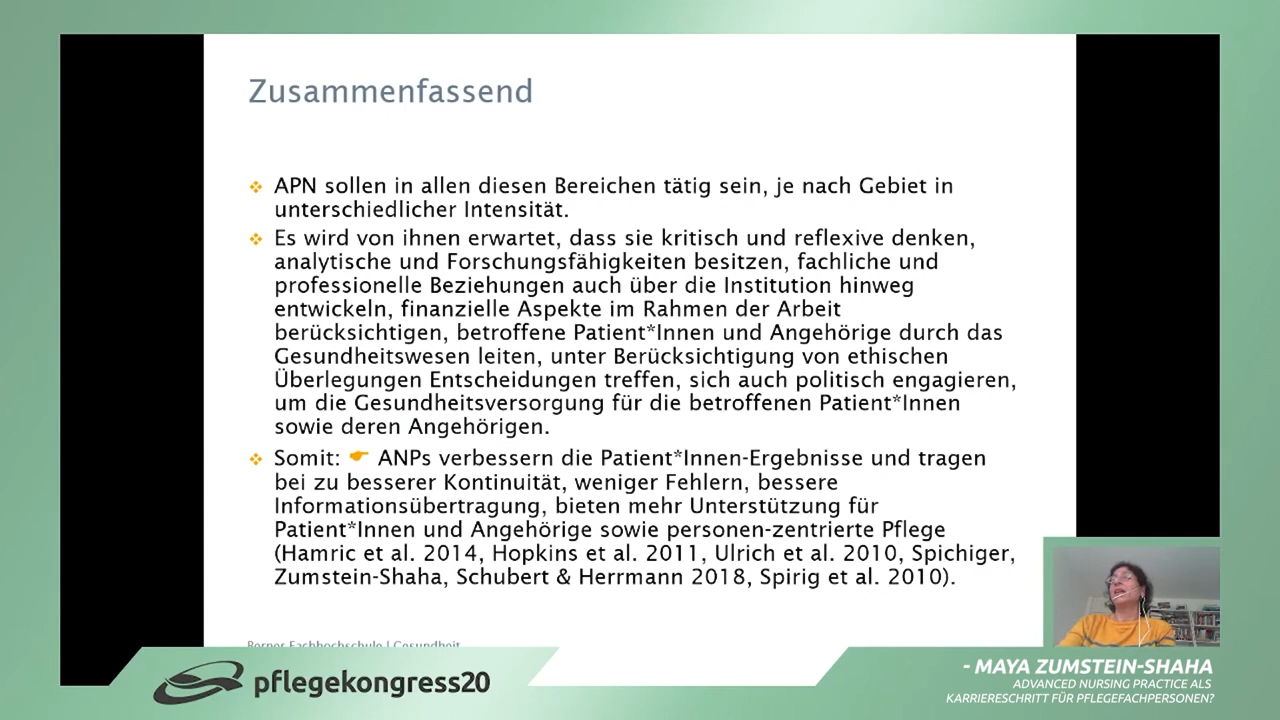 Zusammenfassend
APN sollen in allen diesen Bereichen tätig sein, je nach Gebiet in
unterschiedlicher Intensität.
Es wird von ihnen erwartet, dass sie kritisch und reflexive denken,
analytische und Forschungsfähigkeiten besitzen, fachliche und
professionelle Beziehungen auch über die Institution hinweg
entwickeln, finanzielle Aspekte im Rahmen der Arbeit
berücksichtigen, betroffene Patient*Innen und Angehörige durch das
Gesundheitswesen leiten, unter Berücksichtigung von ethischen
Überlegungen Entscheidungen treffen, sich auch politisch engagieren,
um die Gesundheitsversorgung für die betroffenen Patient*Innen
sowie deren Angehörigen.
Somit: ☛ ANPs verbessern die Patient*Innen-Ergebnisse und tragen
bei zu besserer Kontinuität, weniger Fehlern, bessere
Informationsübertragung, bieten mehr Unterstützung für
Patient*Innen und Angehörige sowie personen-zentrierte Pflege
(Hamric et al. 2014, Hopkins et al. 2011, Ulrich et al. 2010, Spichiger,
Zumstein-Shaha, Schubert & Herrmann 2018, Spirig et al. 2010).
Berner Fachhochschule | Gesundheit
pflegekongress20
- MAYA ZUMSTEIN-SHAHA
ADVANCED NURSING PRACTICE ALS
KARRIERESCHRITT FÜR PFLEGEFACHPERSONEN?